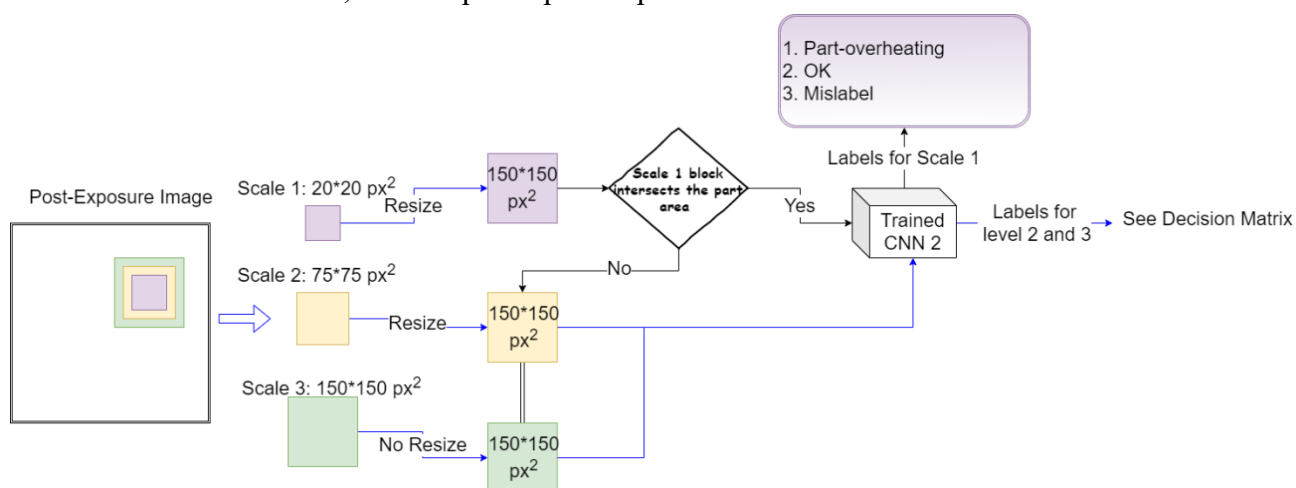 1. Part-overheating
2. OK
3. Mislabel
Labels for Scale 1
Post-Exposure Image
Scale 1: 20*20 px²
Resize
150*150
px²
Scale 1 block
intersects the part
area
Yes
Trained
CNN 2
Labels for
level 2 and 3
See Decision Matrix
No
Scale 2: 75*75 px²
Resize
150*150
px²
Scale 3: 150*150 px²
No Resize
150*150
px²